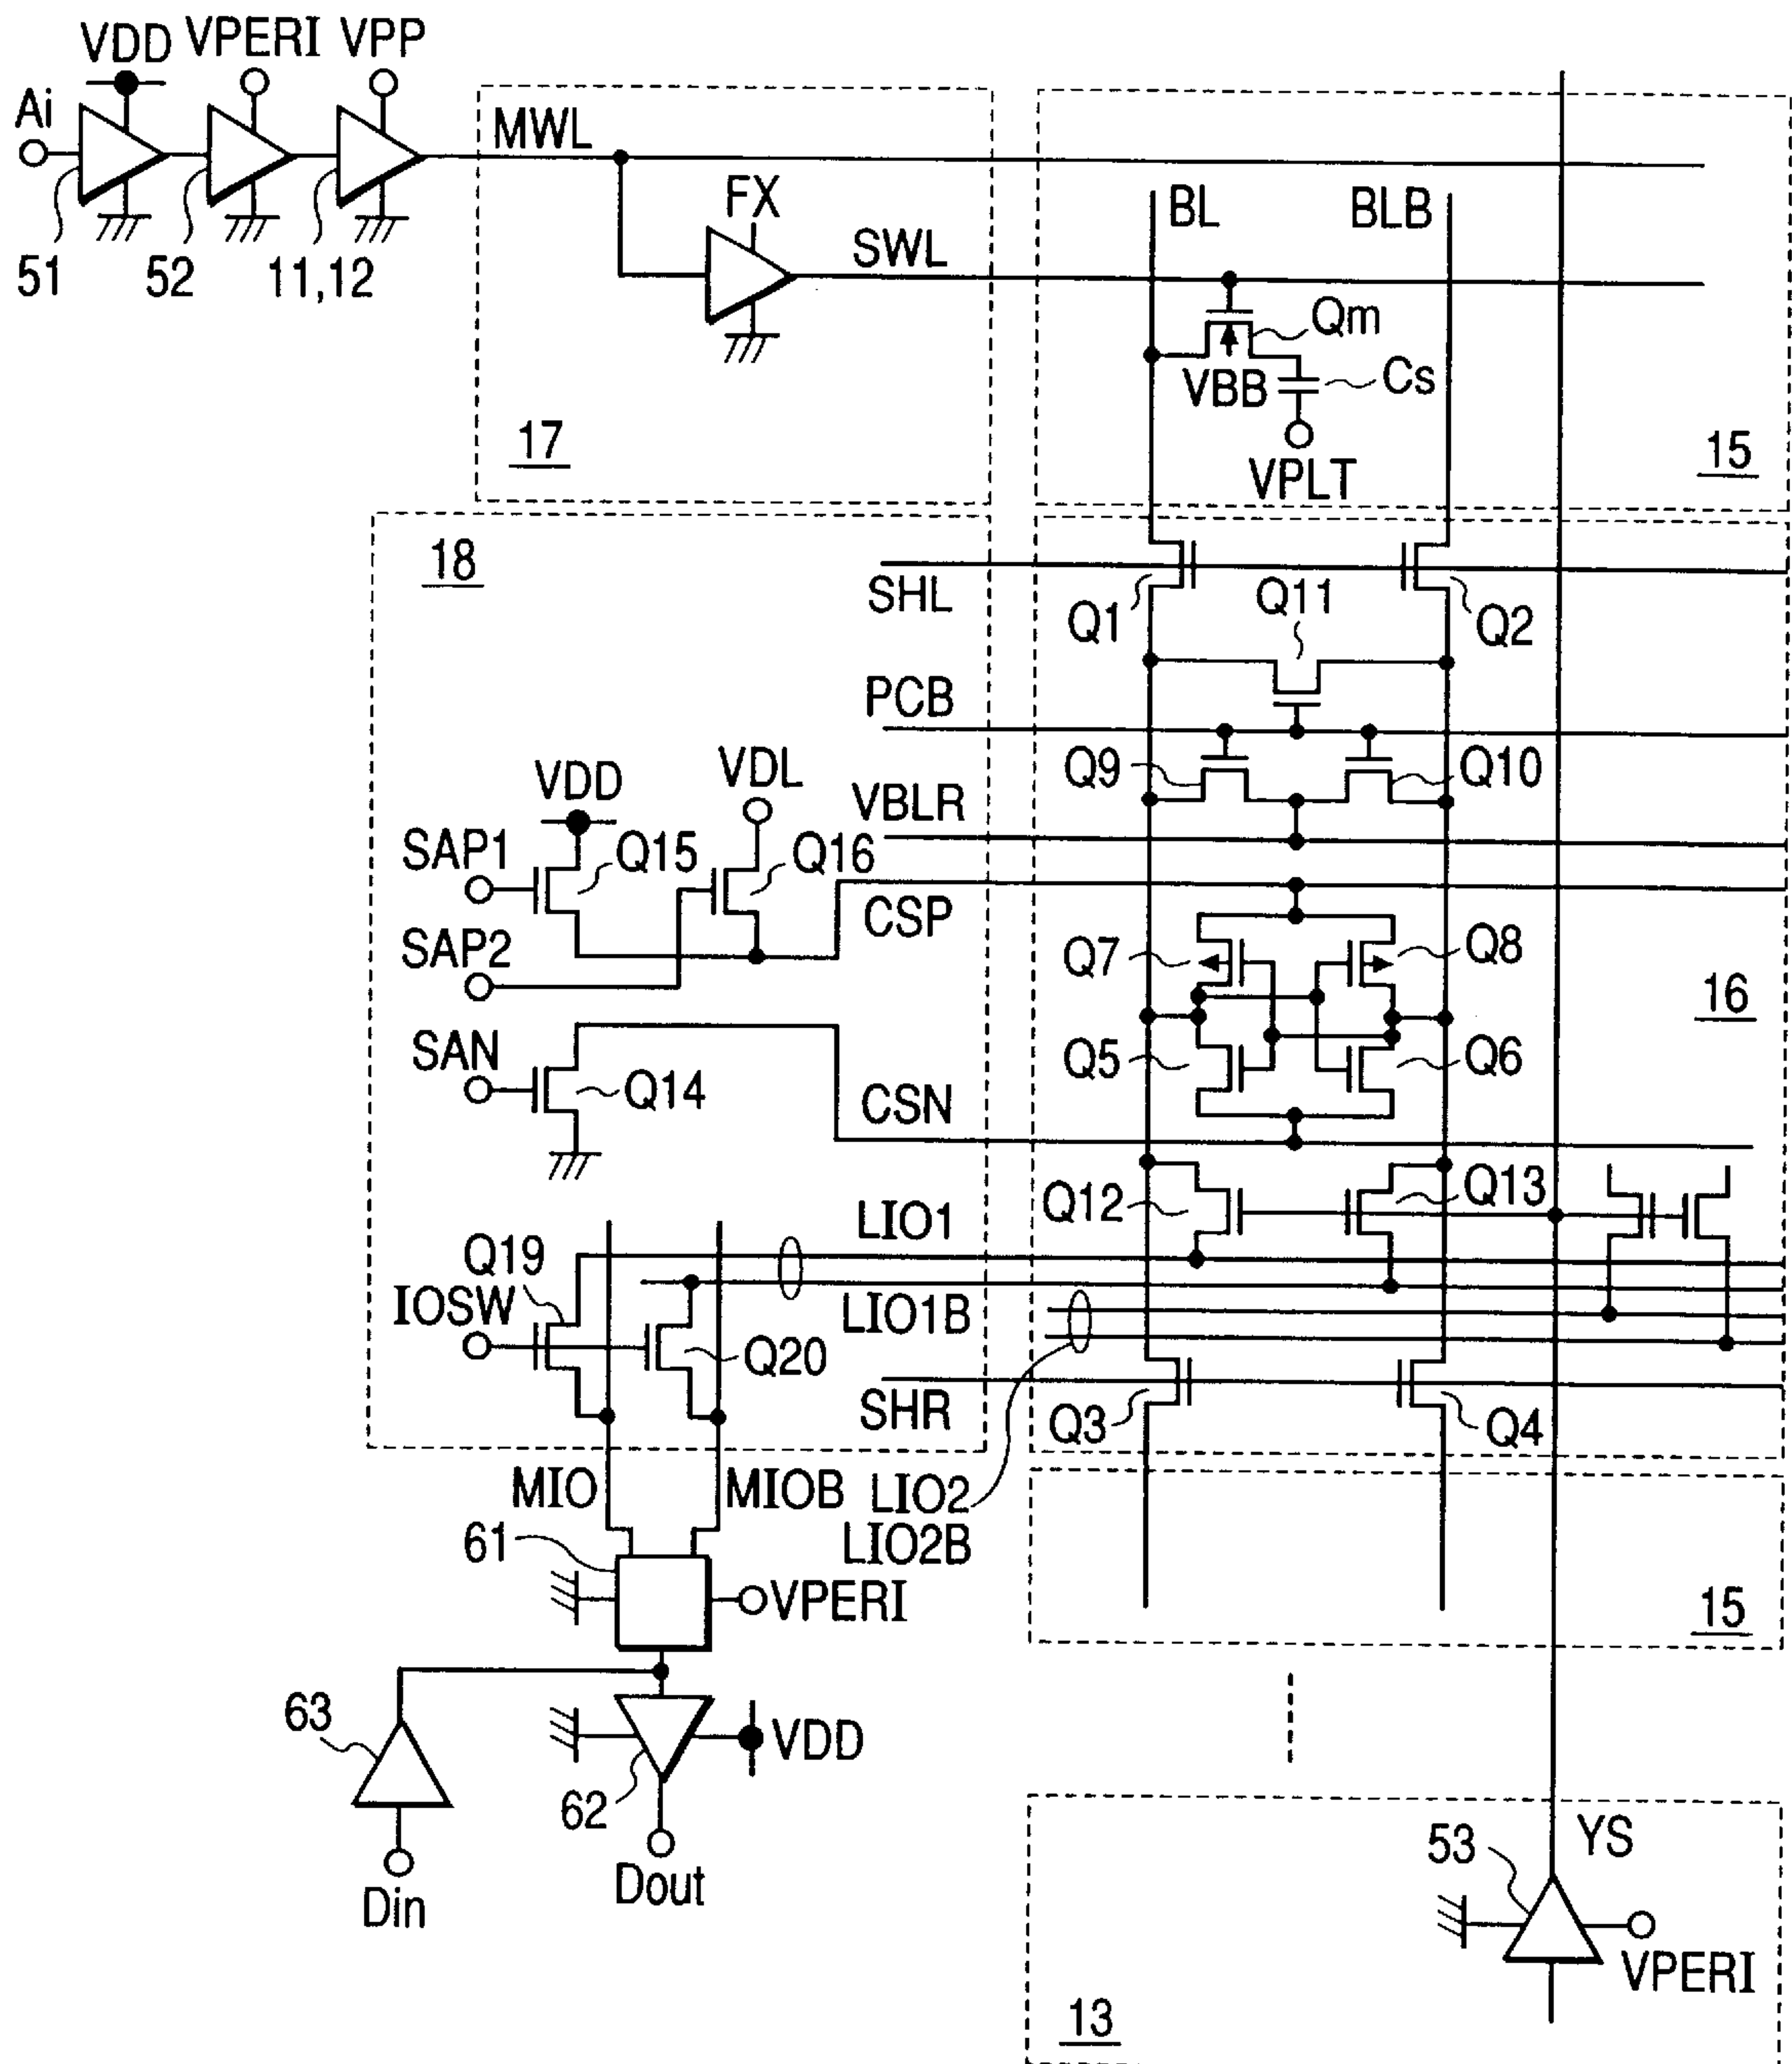 VDD VPERI VPP
Ai
MWL
FX
BL
BLB
51
52
11,12
SWL
Qm
VBB
Cs
VPLT
17
15
18
SHL
Q1
Q11
Q2
PCB
VDL
Q9
Q10
VDD
VBLR
SAP1
Q15
Q16
CSP
SAP2
Q7
Q8
16
SAN
Q14
Q5
Q6
CSN
Q12
Q13
LIO1
Q19
IOSW
LIO1B
Q20
SHR
Q3
Q4
MIO
MIOB
LIO2
LIO2B
61
VPERI
15
63
VDD
62
Din
Dout
53
YS
VPERI
13